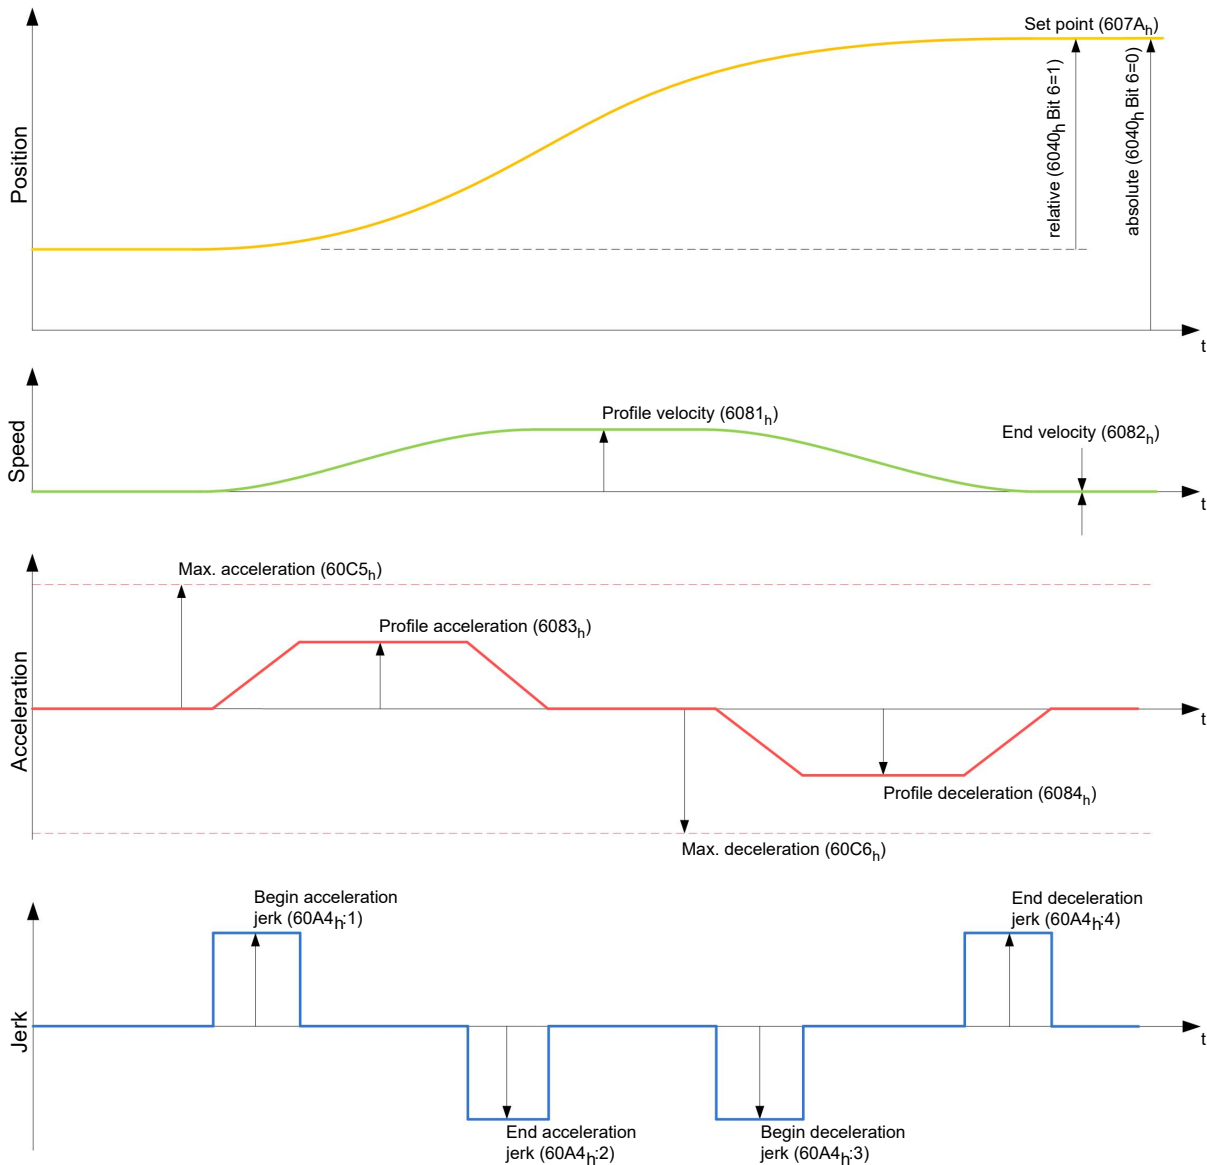 Set point (607Ah)
relative (6040h Bit 6=1)
absolute (6040h Bit 6=0)
Position
t
Profile velocity (6081h)
End velocity (6082h)
Speed
t
Max. acceleration (60C5h)
Profile acceleration (6083h)
Acceleration
t
Profile deceleration (6084h)
Max. deceleration (60C6h)
Begin acceleration
jerk (60A4h:1)
End deceleration
jerk (60A4h:4)
Jerk
t
End acceleration
jerk (60A4h:2)
Begin deceleration
jerk (60A4h:3)